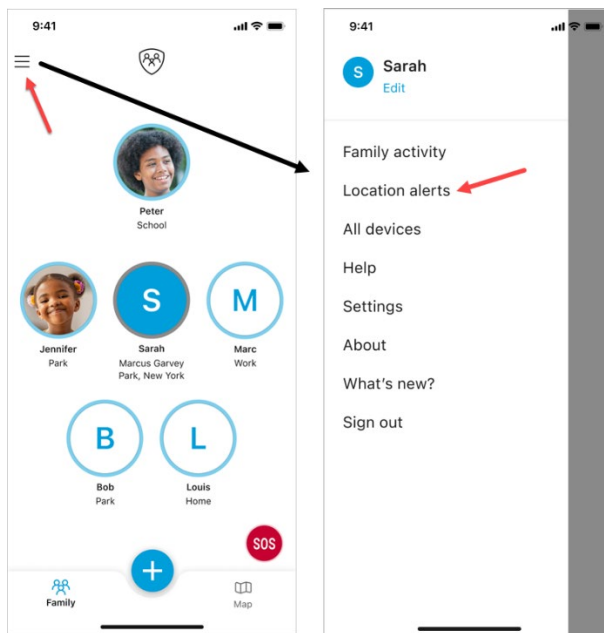 9:41
Peter
School
Jennifer
Park
S
Sarah
Marcus Garvey
Park, New York
M
Marc
Work
B
Bob
Park
L
Louis
Home
SOS
Family
Map
9:41
S
Sarah
Edit
Family activity
Location alerts
All devices
Help
Settings
About
What's new?
Sign out